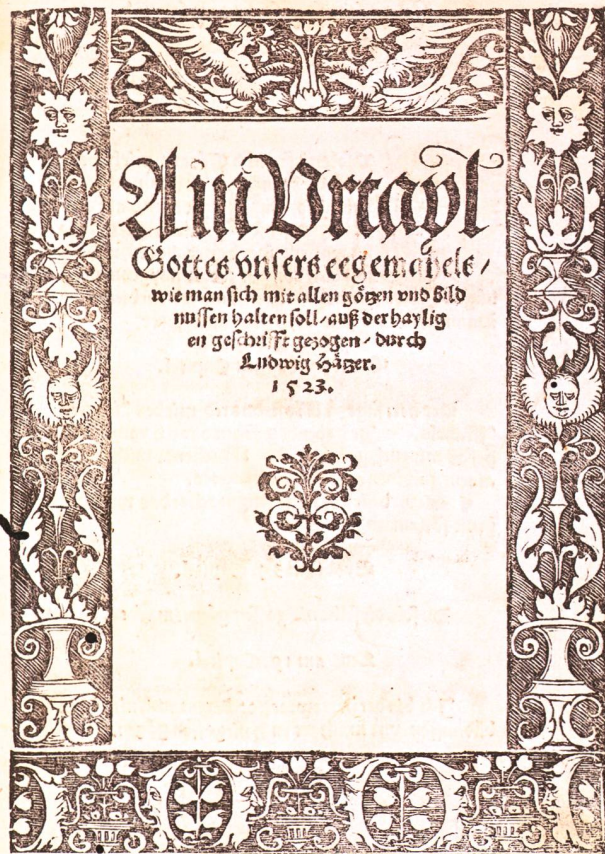 Ain Vrtayl
Gottes vnsers eegemahels /
wie man sich mit allen götzen vnd bild
nussen halten soll / auß der haylig
en geschrifft gezogen / durch
Ludwig Hätzer.
1523.